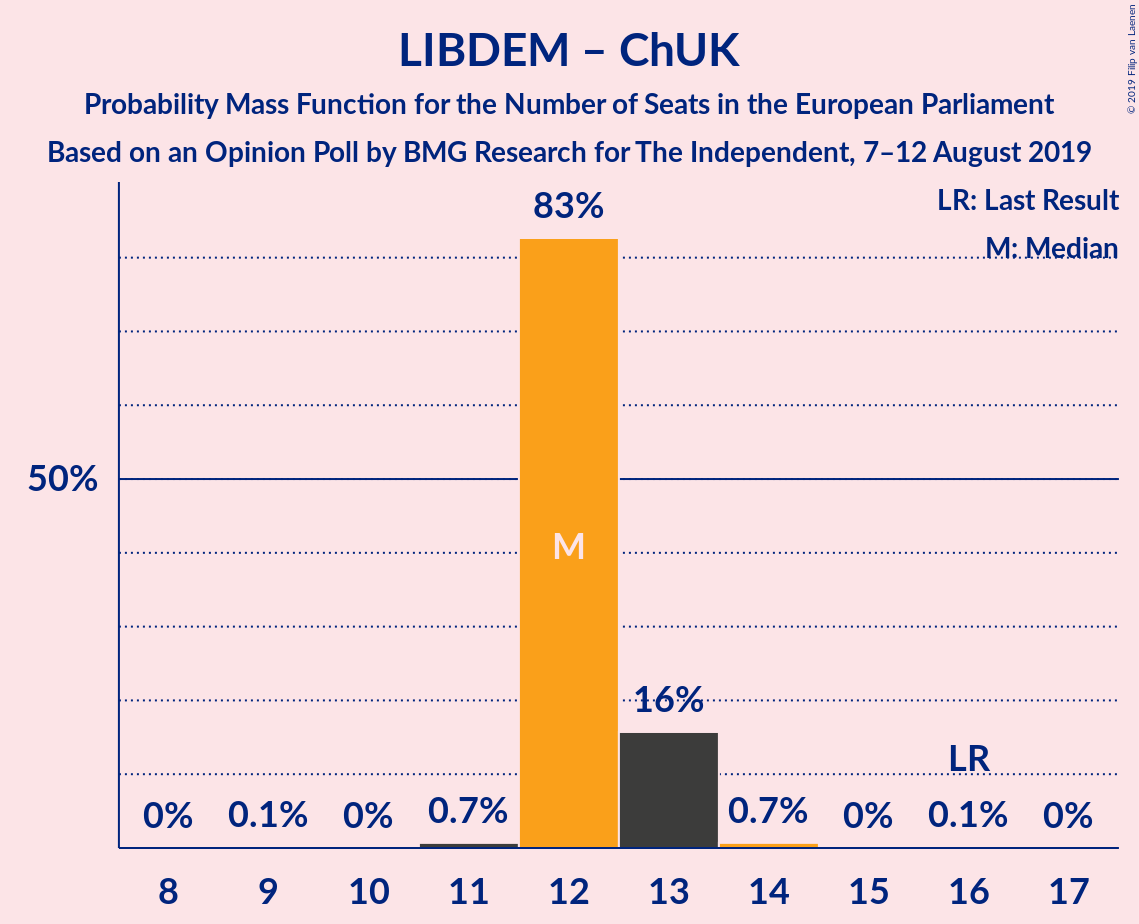 LIBDEM – ChUK
Probability Mass Function for the Number of Seats in the European Parliament
Based on an Opinion Poll by BMG Research for The Independent, 7–12 August 2019
© 2019 Filip van Laenen
LR: Last Result
M: Median
83%
50%
M
16%
LR
0% 0.1% 0% 0.7% 0.7% 0% 0.1% 0%
8 9 10 11 12 13 14 15 16 17